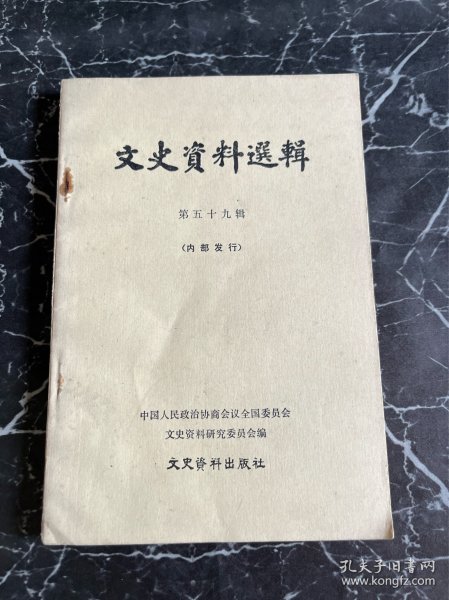 文史資料選輯
第五十九辑
（内部发行）
中国人民政治协商会议全国委员会
文史资料研究委员会编
文史资料出版社
孔夫子旧书网
www.kongfz.com